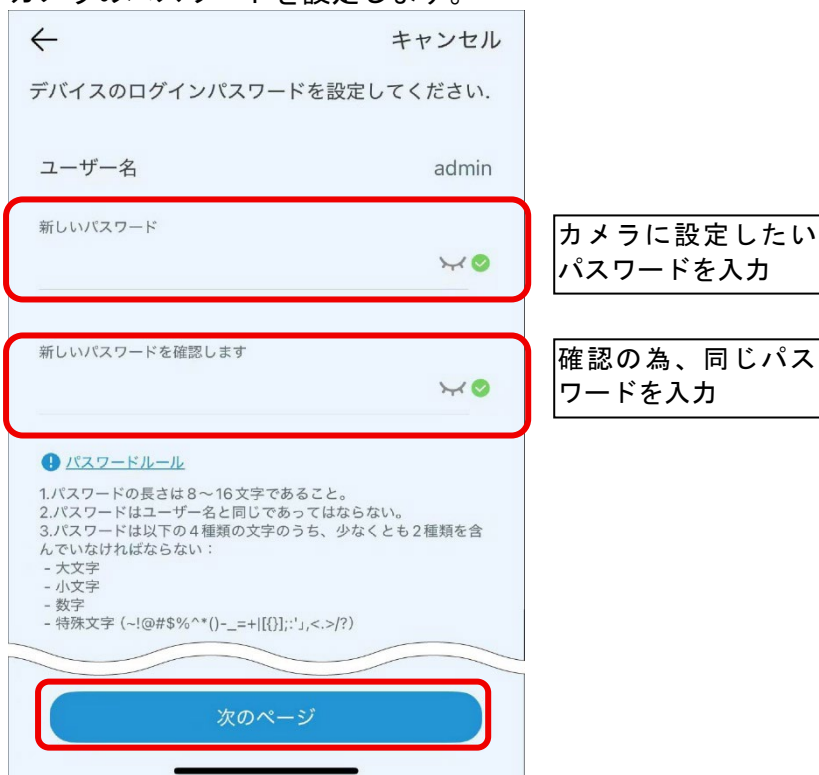 カメラのパスワードを設定します。
キャンセル
デバイスのログインパスワードを設定してください.
ユーザー名 admin
新しいパスワード
カメラに設定したい
パスワードを入力
新しいパスワードを確認します
確認の為、同じパス
ワードを入力
パスワードルール
1.パスワードの長さは8～16文字であること。
2.パスワードはユーザー名と同じであってはならない。
3.パスワードは以下の4種類の文字のうち、少なくとも2種類を含
んでいなければならない：
- 大文字
- 小文字
- 数字
- 特殊文字 (~!@#$%^*()-_=+|[{}];:'」,<.>/?)
次のページ